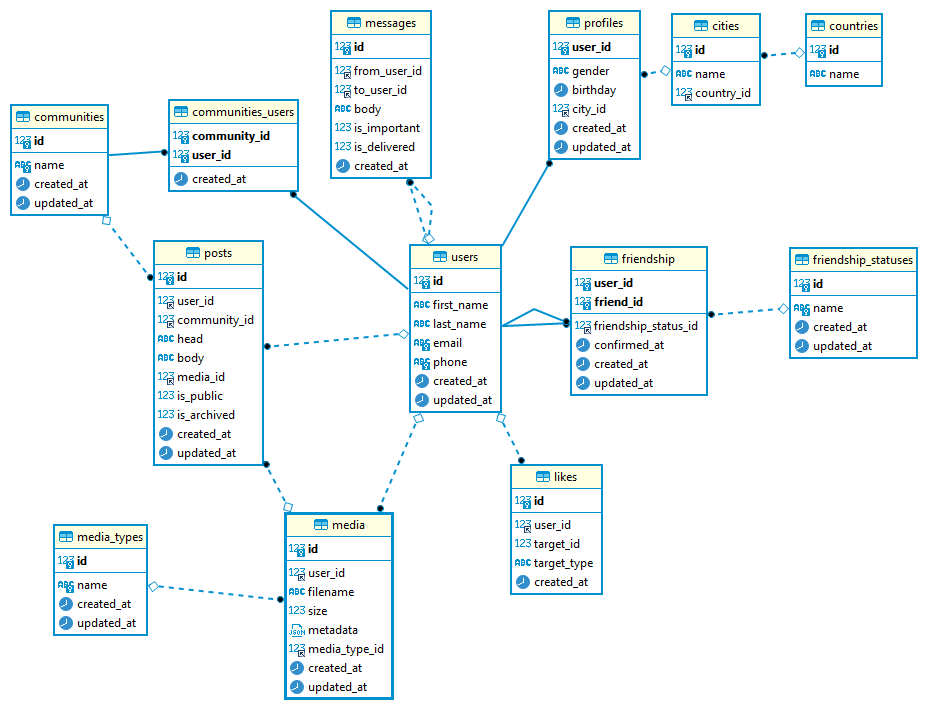 messages
id
from_user_id
to_user_id
body
is_important
is_delivered
created_at
profiles
user_id
gender
birthday
city_id
created_at
updated_at
cities
id
name
country_id
countries
id
name
communities
id
name
created_at
updated_at
communities_users
community_id
user_id
created_at
posts
id
user_id
community_id
head
body
media_id
is_public
is_archived
created_at
updated_at
users
id
first_name
last_name
email
phone
created_at
updated_at
friendship
user_id
friend_id
friendship_status_id
confirmed_at
created_at
updated_at
friendship_statuses
id
name
created_at
updated_at
likes
id
user_id
target_id
target_type
created_at
media_types
id
name
created_at
updated_at
media
id
user_id
filename
size
metadata
media_type_id
created_at
updated_at